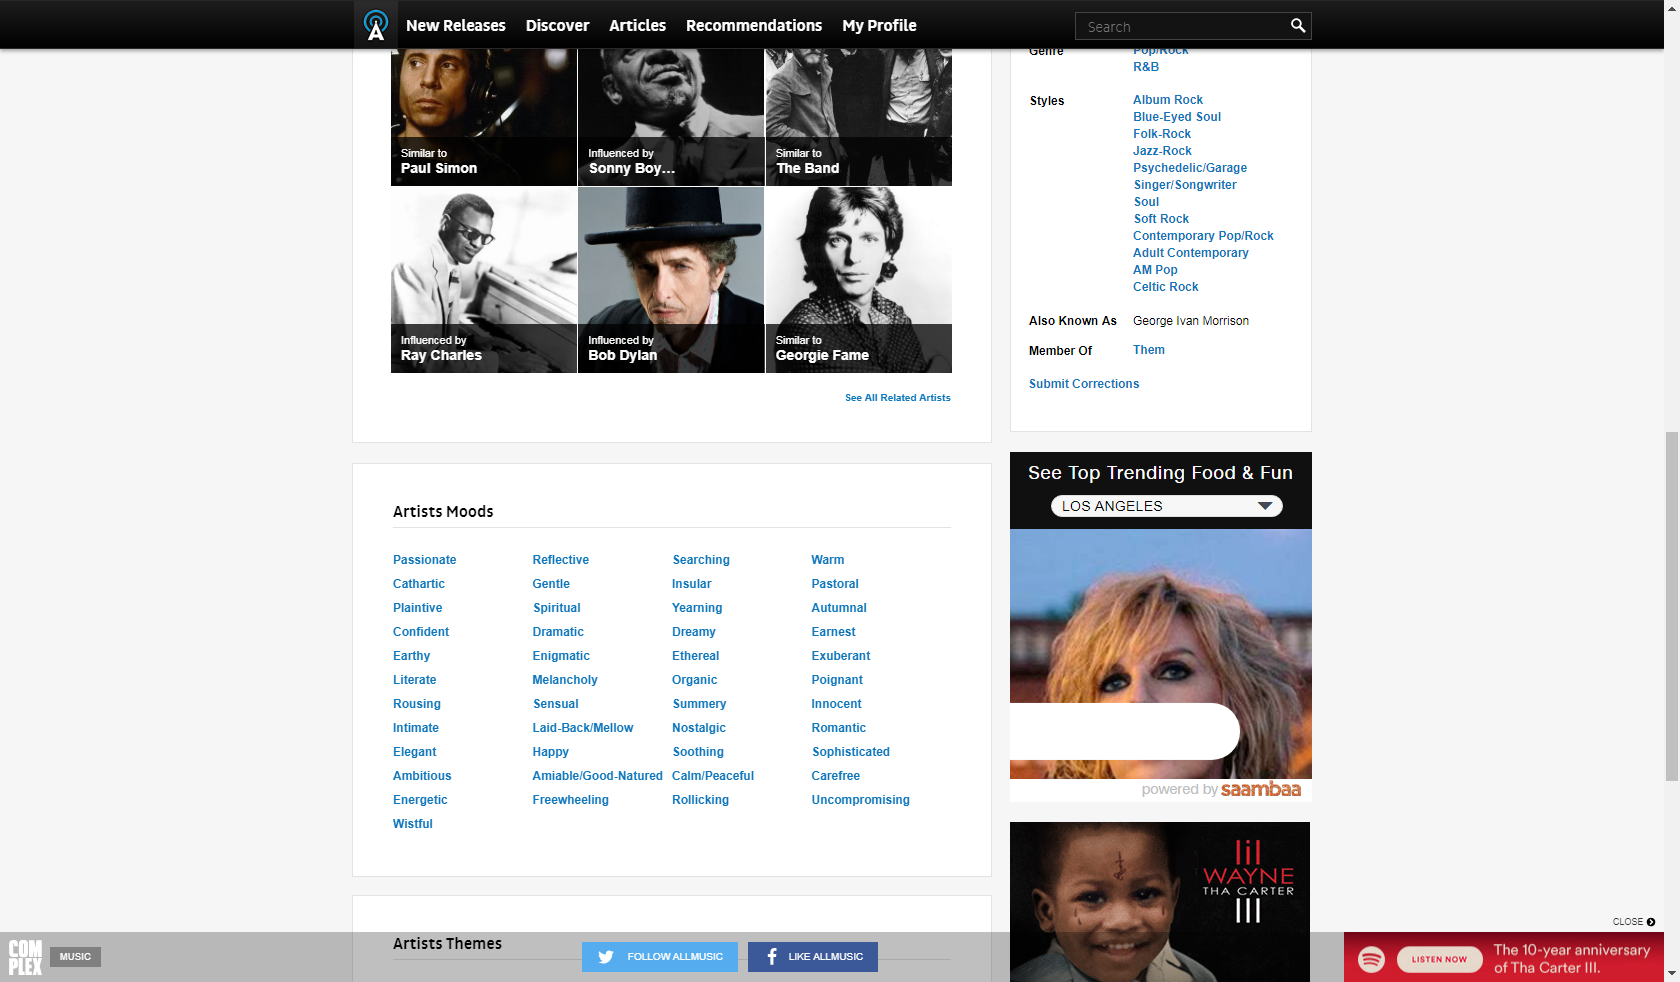 New Releases
Discover
Articles
Recommendations
My Profile
Search
Similar to
Paul Simon
Influenced by
Sonny Boy...
Similar to
The Band
Influenced by
Ray Charles
Influenced by
Bob Dylan
Similar to
Georgie Fame
See All Related Artists
Genre
Pop/Rock
R&B
Styles
Album Rock
Blue-Eyed Soul
Folk-Rock
Jazz-Rock
Psychedelic/Garage
Singer/Songwriter
Soul
Soft Rock
Contemporary Pop/Rock
Adult Contemporary
AM Pop
Celtic Rock
Also Known As
George Ivan Morrison
Member Of
Them
Submit Corrections
Artists Moods
Passionate
Reflective
Searching
Warm
Cathartic
Gentle
Insular
Pastoral
Plaintive
Spiritual
Yearning
Autumnal
Confident
Dramatic
Dreamy
Earnest
Earthy
Enigmatic
Ethereal
Exuberant
Literate
Melancholy
Organic
Poignant
Rousing
Sensual
Summery
Innocent
Intimate
Laid-Back/Mellow
Nostalgic
Romantic
Elegant
Happy
Soothing
Sophisticated
Ambitious
Amiable/Good-Natured
Calm/Peaceful
Carefree
Energetic
Freewheeling
Rollicking
Uncompromising
Wistful
See Top Trending Food & Fun
LOS ANGELES
powered by saambaa
lil
WAYNE
THA CARTER
III
Artists Themes
COM
PLEX
MUSIC
FOLLOW ALLMUSIC
LIKE ALLMUSIC
CLOSE
LISTEN NOW
The 10-year anniversary
of Tha Carter III.